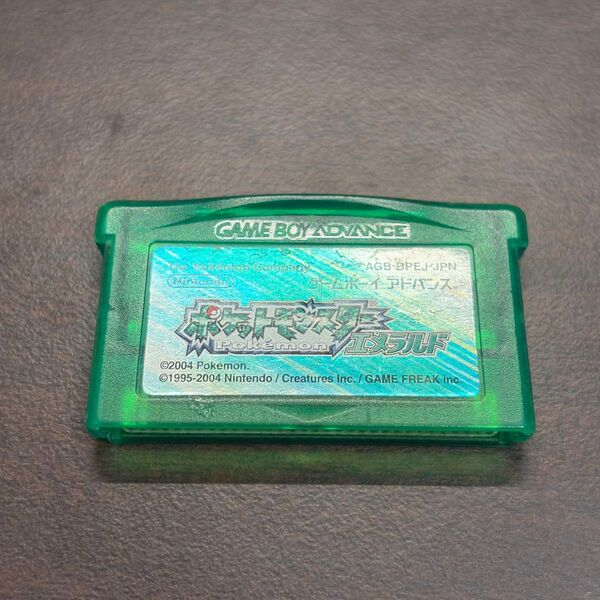 GAME BOY ADVANCE
The Pokémon Company
AGB-BPEJ-JPN
Nintendo
ゲームボーイ アドバンス
ポケットモンスター
Pokémon
エメラルド
©2004 Pokémon.
©1995-2004 Nintendo / Creatures Inc. / GAME FREAK inc.